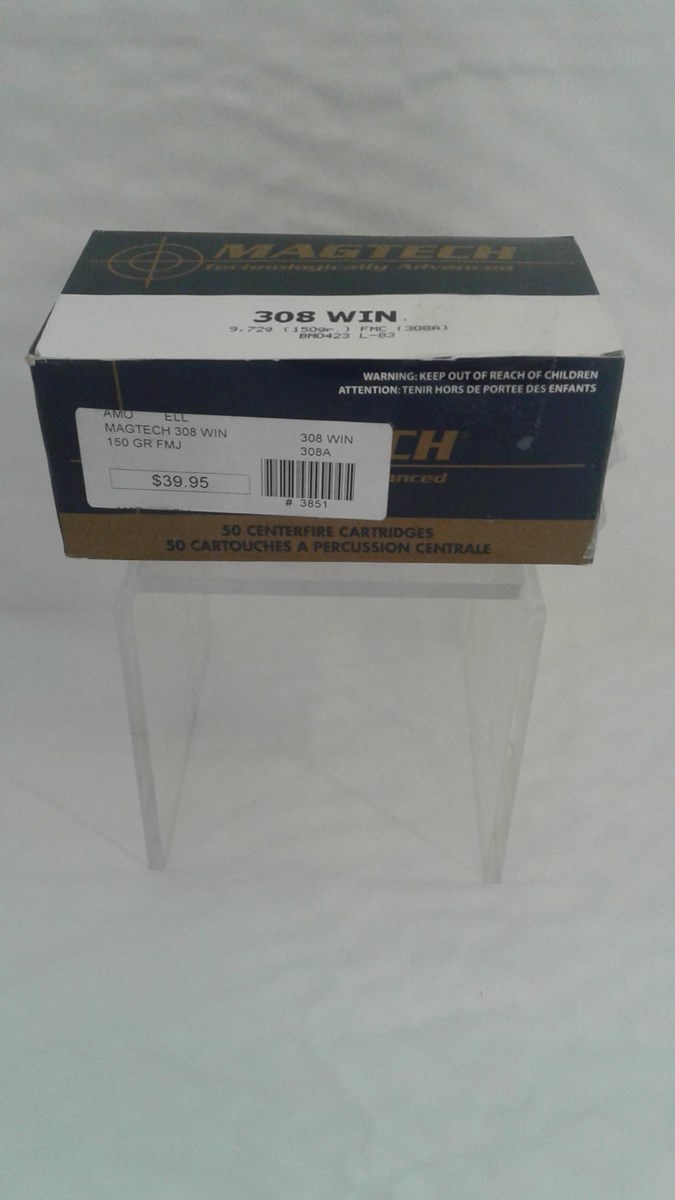 MAGTECH
Technologically Advanced
308 WIN
9,72g (150gr.) FMC (308A)
BM0423 L-83
WARNING: KEEP OUT OF REACH OF CHILDREN
ATTENTION: TENIR HORS DE PORTEE DES ENFANTS
AMO ELL
MAGTECH 308 WIN 308 WIN
150 GR FMJ 308A
$39.95
# 3851
CH
anced
50 CENTERFIRE CARTRIDGES
50 CARTOUCHES A PERCUSSION CENTRALE